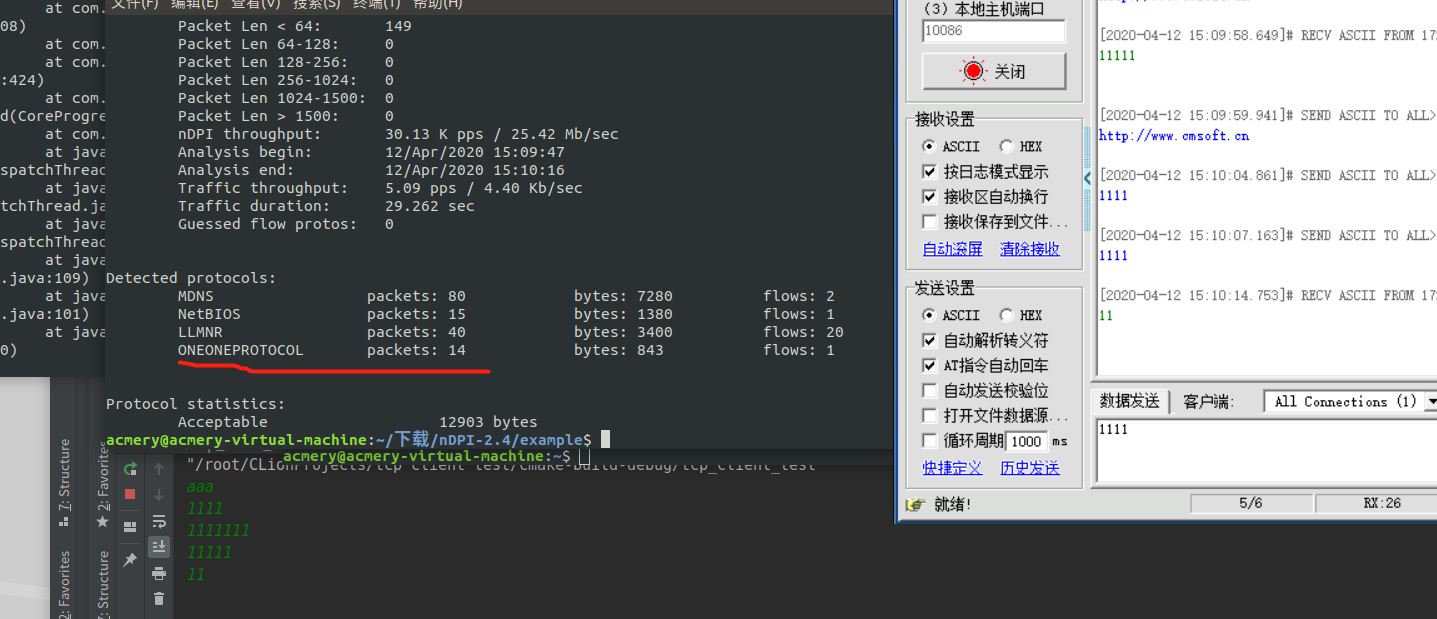 at com.
08)
at com.
at com.
:424)
at com.
d(CoreProgre
at com.
at java
spatchThread
at java
tchThread.ja
at java
spatchThread
at java
.java:109)
at java
.java:101)
at java
0)
文件(F) 编辑(E) 查看(V) 搜索(S) 终端(T) 帮助(H)
Packet Len < 64: 149
Packet Len 64-128: 0
Packet Len 128-256: 0
Packet Len 256-1024: 0
Packet Len 1024-1500: 0
Packet Len > 1500: 0
nDPI throughput: 30.13 K pps / 25.42 Mb/sec
Analysis begin: 12/Apr/2020 15:09:47
Analysis end: 12/Apr/2020 15:10:16
Traffic throughput: 5.09 pps / 4.40 Kb/sec
Traffic duration: 29.262 sec
Guessed flow protos: 0
Detected protocols:
MDNS packets: 80 bytes: 7280 flows: 2
NetBIOS packets: 15 bytes: 1380 flows: 1
LLMNR packets: 40 bytes: 3400 flows: 20
ONEONEPROTOCOL packets: 14 bytes: 843 flows: 1
Protocol statistics:
Acceptable 12903 bytes
acmery@acmery-virtual-machine:~/下载/nDPI-2.4/example$
acmery@acmery-virtual-machine:~$
"/root/CLionProjects/tcp client test/cmake-build-debug/tcp_client_test
aaa
1111
1111111
11111
11
7: Structure
2: Favorites
2: Favorites
7: Structure
(3) 本地主机端口
10086
关闭
接收设置
ASCII HEX
按日志模式显示
接收区自动换行
接收保存到文件...
自动滚屏 清除接收
发送设置
ASCII HEX
自动解析转义符
AT指令自动回车
自动发送校验位
打开文件数据源...
循环周期 1000 ms
快捷定义 历史发送
就绪!
[2020-04-12 15:09:58.649]# RECV ASCII FROM 17
11111
[2020-04-12 15:09:59.941]# SEND ASCII TO ALL>
http://www.cmsoft.cn
[2020-04-12 15:10:04.861]# SEND ASCII TO ALL>
1111
[2020-04-12 15:10:07.163]# SEND ASCII TO ALL>
1111
[2020-04-12 15:10:14.753]# RECV ASCII FROM 17
11
数据发送 客户端: All Connections (1)
1111
5/6 RX:26